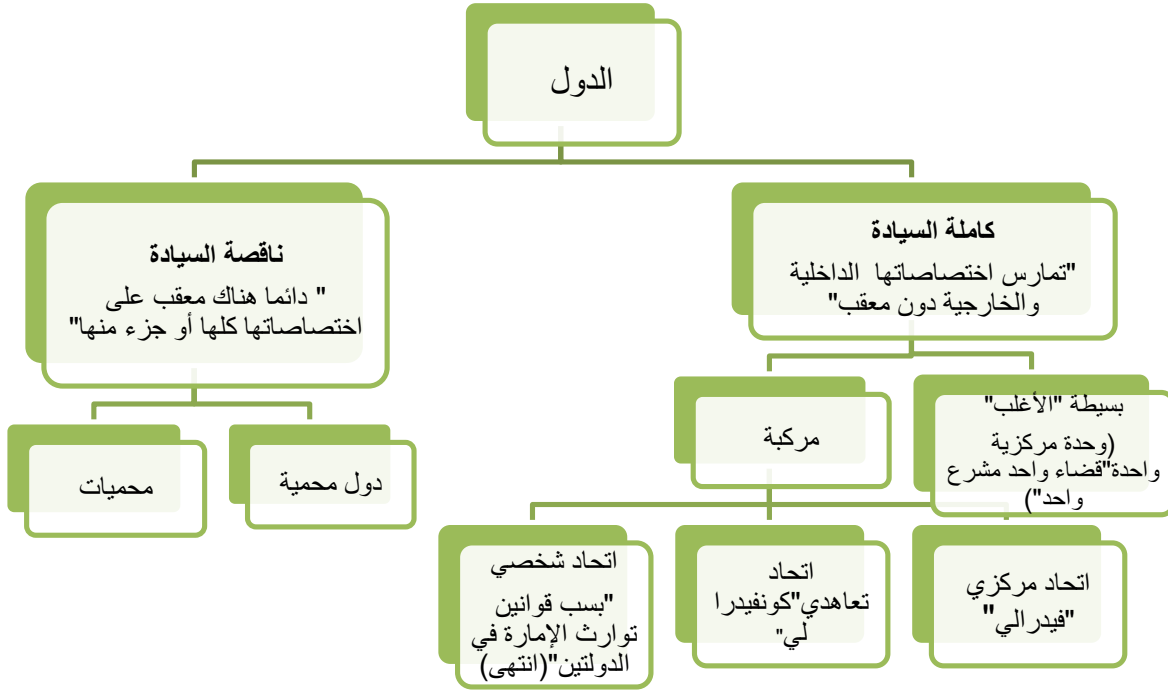 الدول
كاملة السيادة
"تمارس اختصاصاتها الداخلية
والخارجية دون معقب"
ناقصة السيادة
" دائما هناك معقب على
اختصاصاتها كلها أو جزء منها"
بسيطة "الأغلب"
(وحدة مركزية
واحدة"قضاء واحد مشرع
واحد")
مركبة
دول محمية
محميات
اتحاد مركزي
"فيدرالي"
اتحاد
تعاهدي"كونفيدرا
لي"
اتحاد شخصي
"بسب قوانين
توارث الإمارة في
الدولتين"(انتهى)